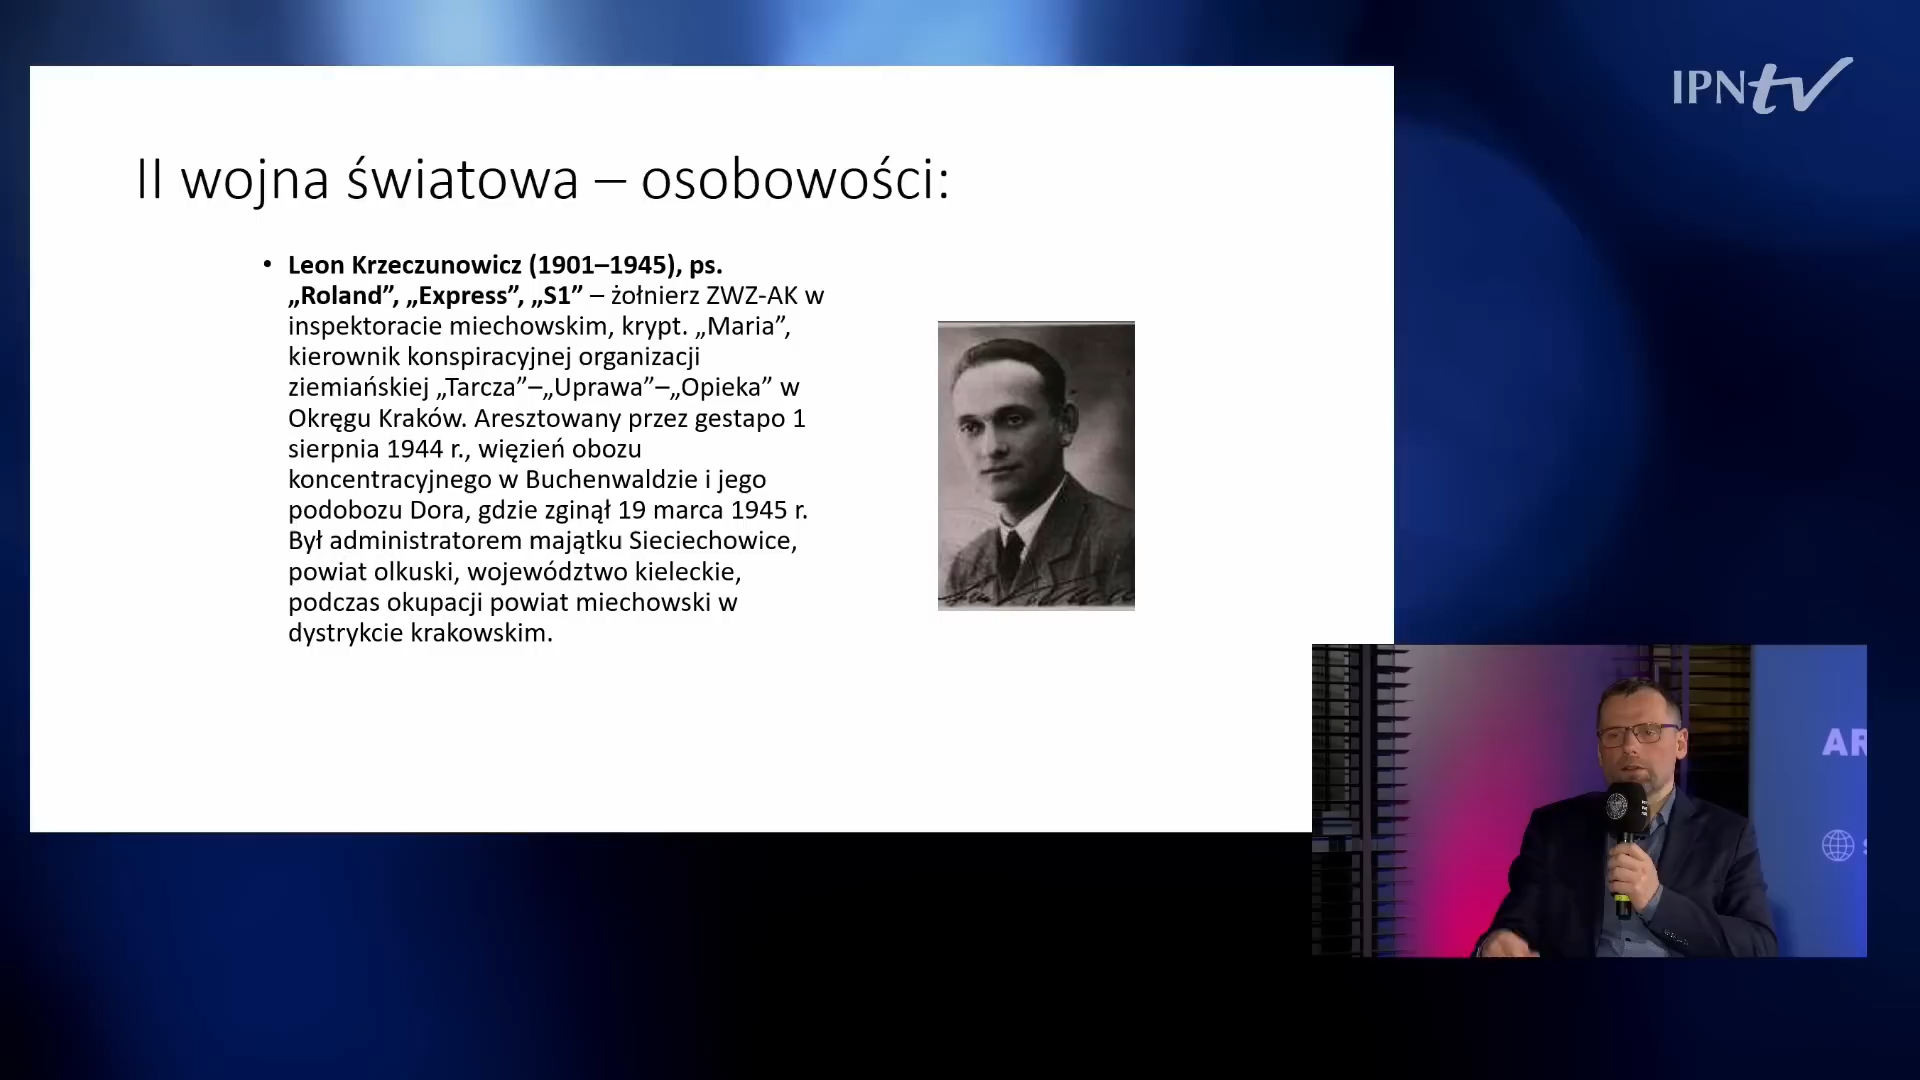 IPNtv
II wojna światowa – osobowości:
• Leon Krzeczunowicz (1901–1945), ps.
„Roland”, „Express”, „S1” – żołnierz ZWZ-AK w
inspektoracie miechowskim, krypt. „Maria”,
kierownik konspiracyjnej organizacji
ziemiańskiej „Tarcza”–„Uprawa”–„Opieka” w
Okręgu Kraków. Aresztowany przez gestapo 1
sierpnia 1944 r., więzień obozu
koncentracyjnego w Buchenwaldzie i jego
podobozu Dora, gdzie zginął 19 marca 1945 r.
Był administratorem majątku Sieciechowice,
powiat olkuski, województwo kieleckie,
podczas okupacji powiat miechowski w
dystrykcie krakowskim.
AR